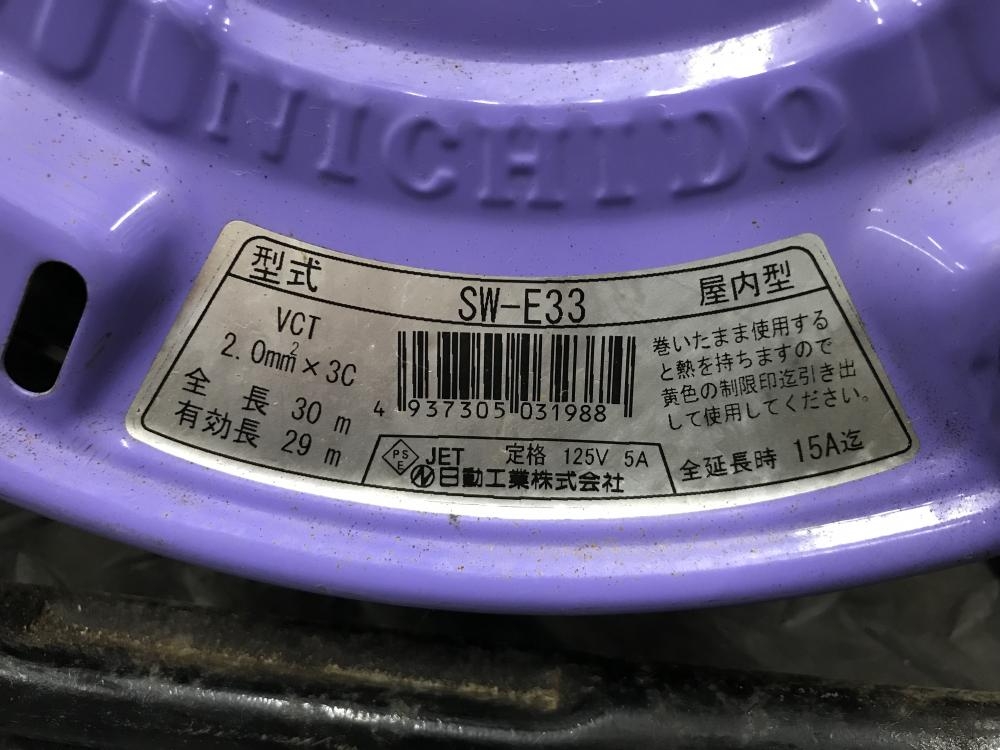 NICHIDO
型式 SW-E33 屋内型
VCT
2.0mm²×3C
全長 30m
有効長 29m
4 937305 031988
巻いたまま使用する
と熱を持ちますので
黄色の制限印迄引き出
して使用してください。
全延長時 15A迄
PSE JET 定格 125V 5A
日動工業株式会社